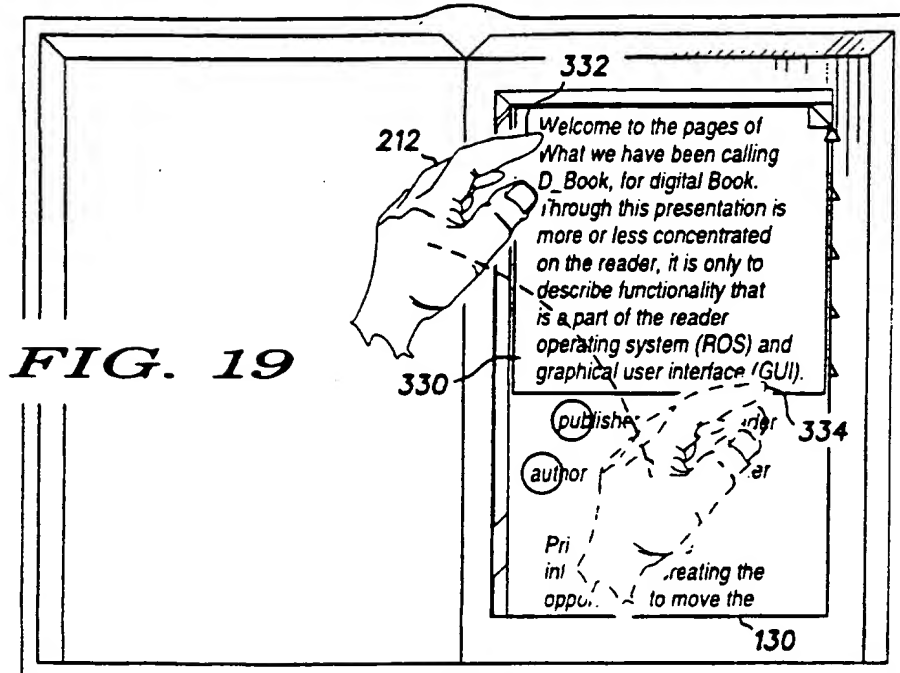 332
212
Welcome to the pages of
What we have been calling
D_Book, for digital Book.
Through this presentation is
more or less concentrated
on the reader, it is only to
describe functionality that
is a part of the reader
operating system (ROS) and
graphical user interface (GUI).
FIG. 19
330
334
publishe
author
Pri
opportu to move the
130